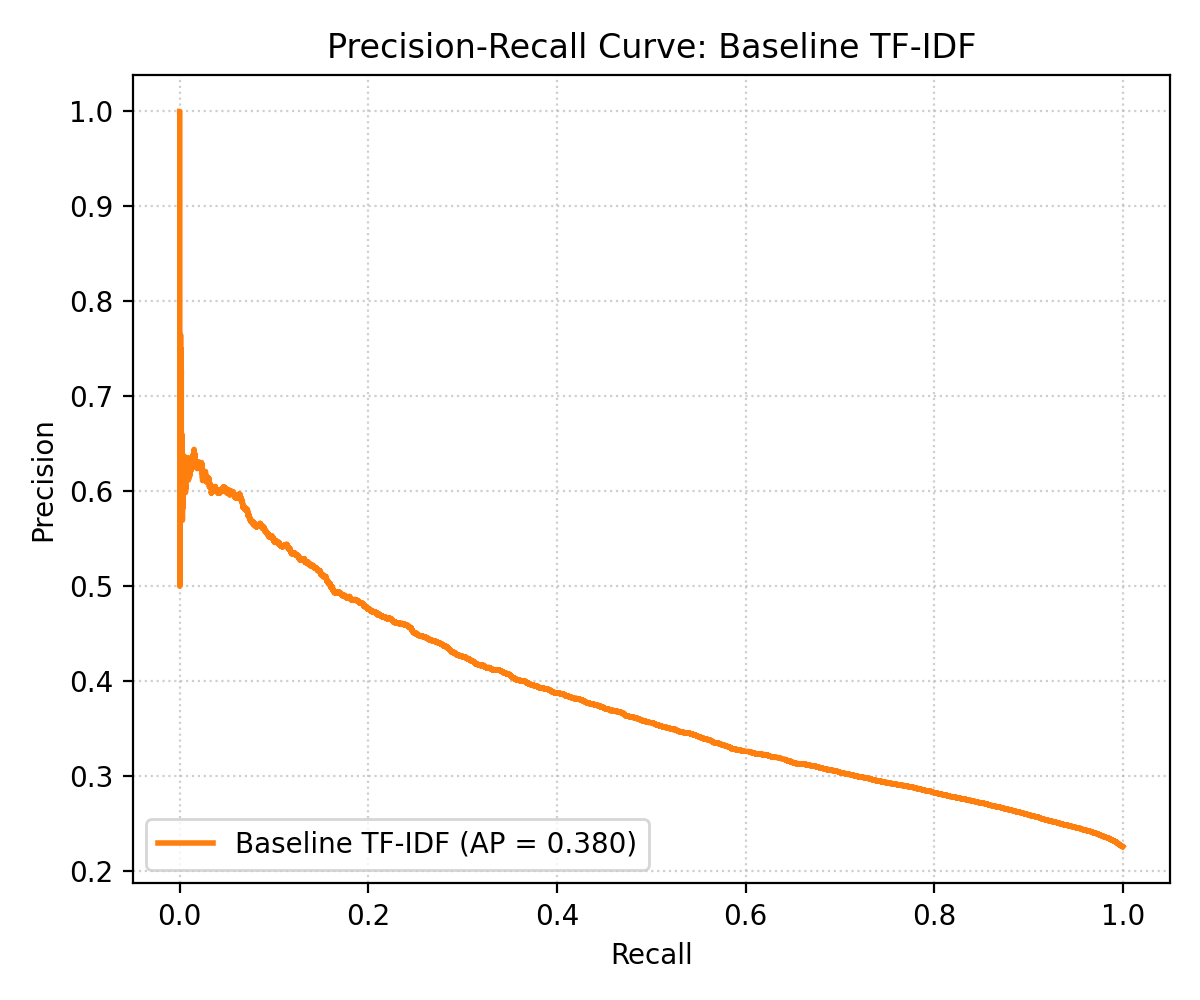 Precision-Recall Curve: Baseline TF-IDF
1.0
0.9
0.8
0.7
0.6
0.5
0.4
0.3
0.2
Precision
Baseline TF-IDF (AP = 0.380)
0.0 0.2 0.4 0.6 0.8 1.0
Recall